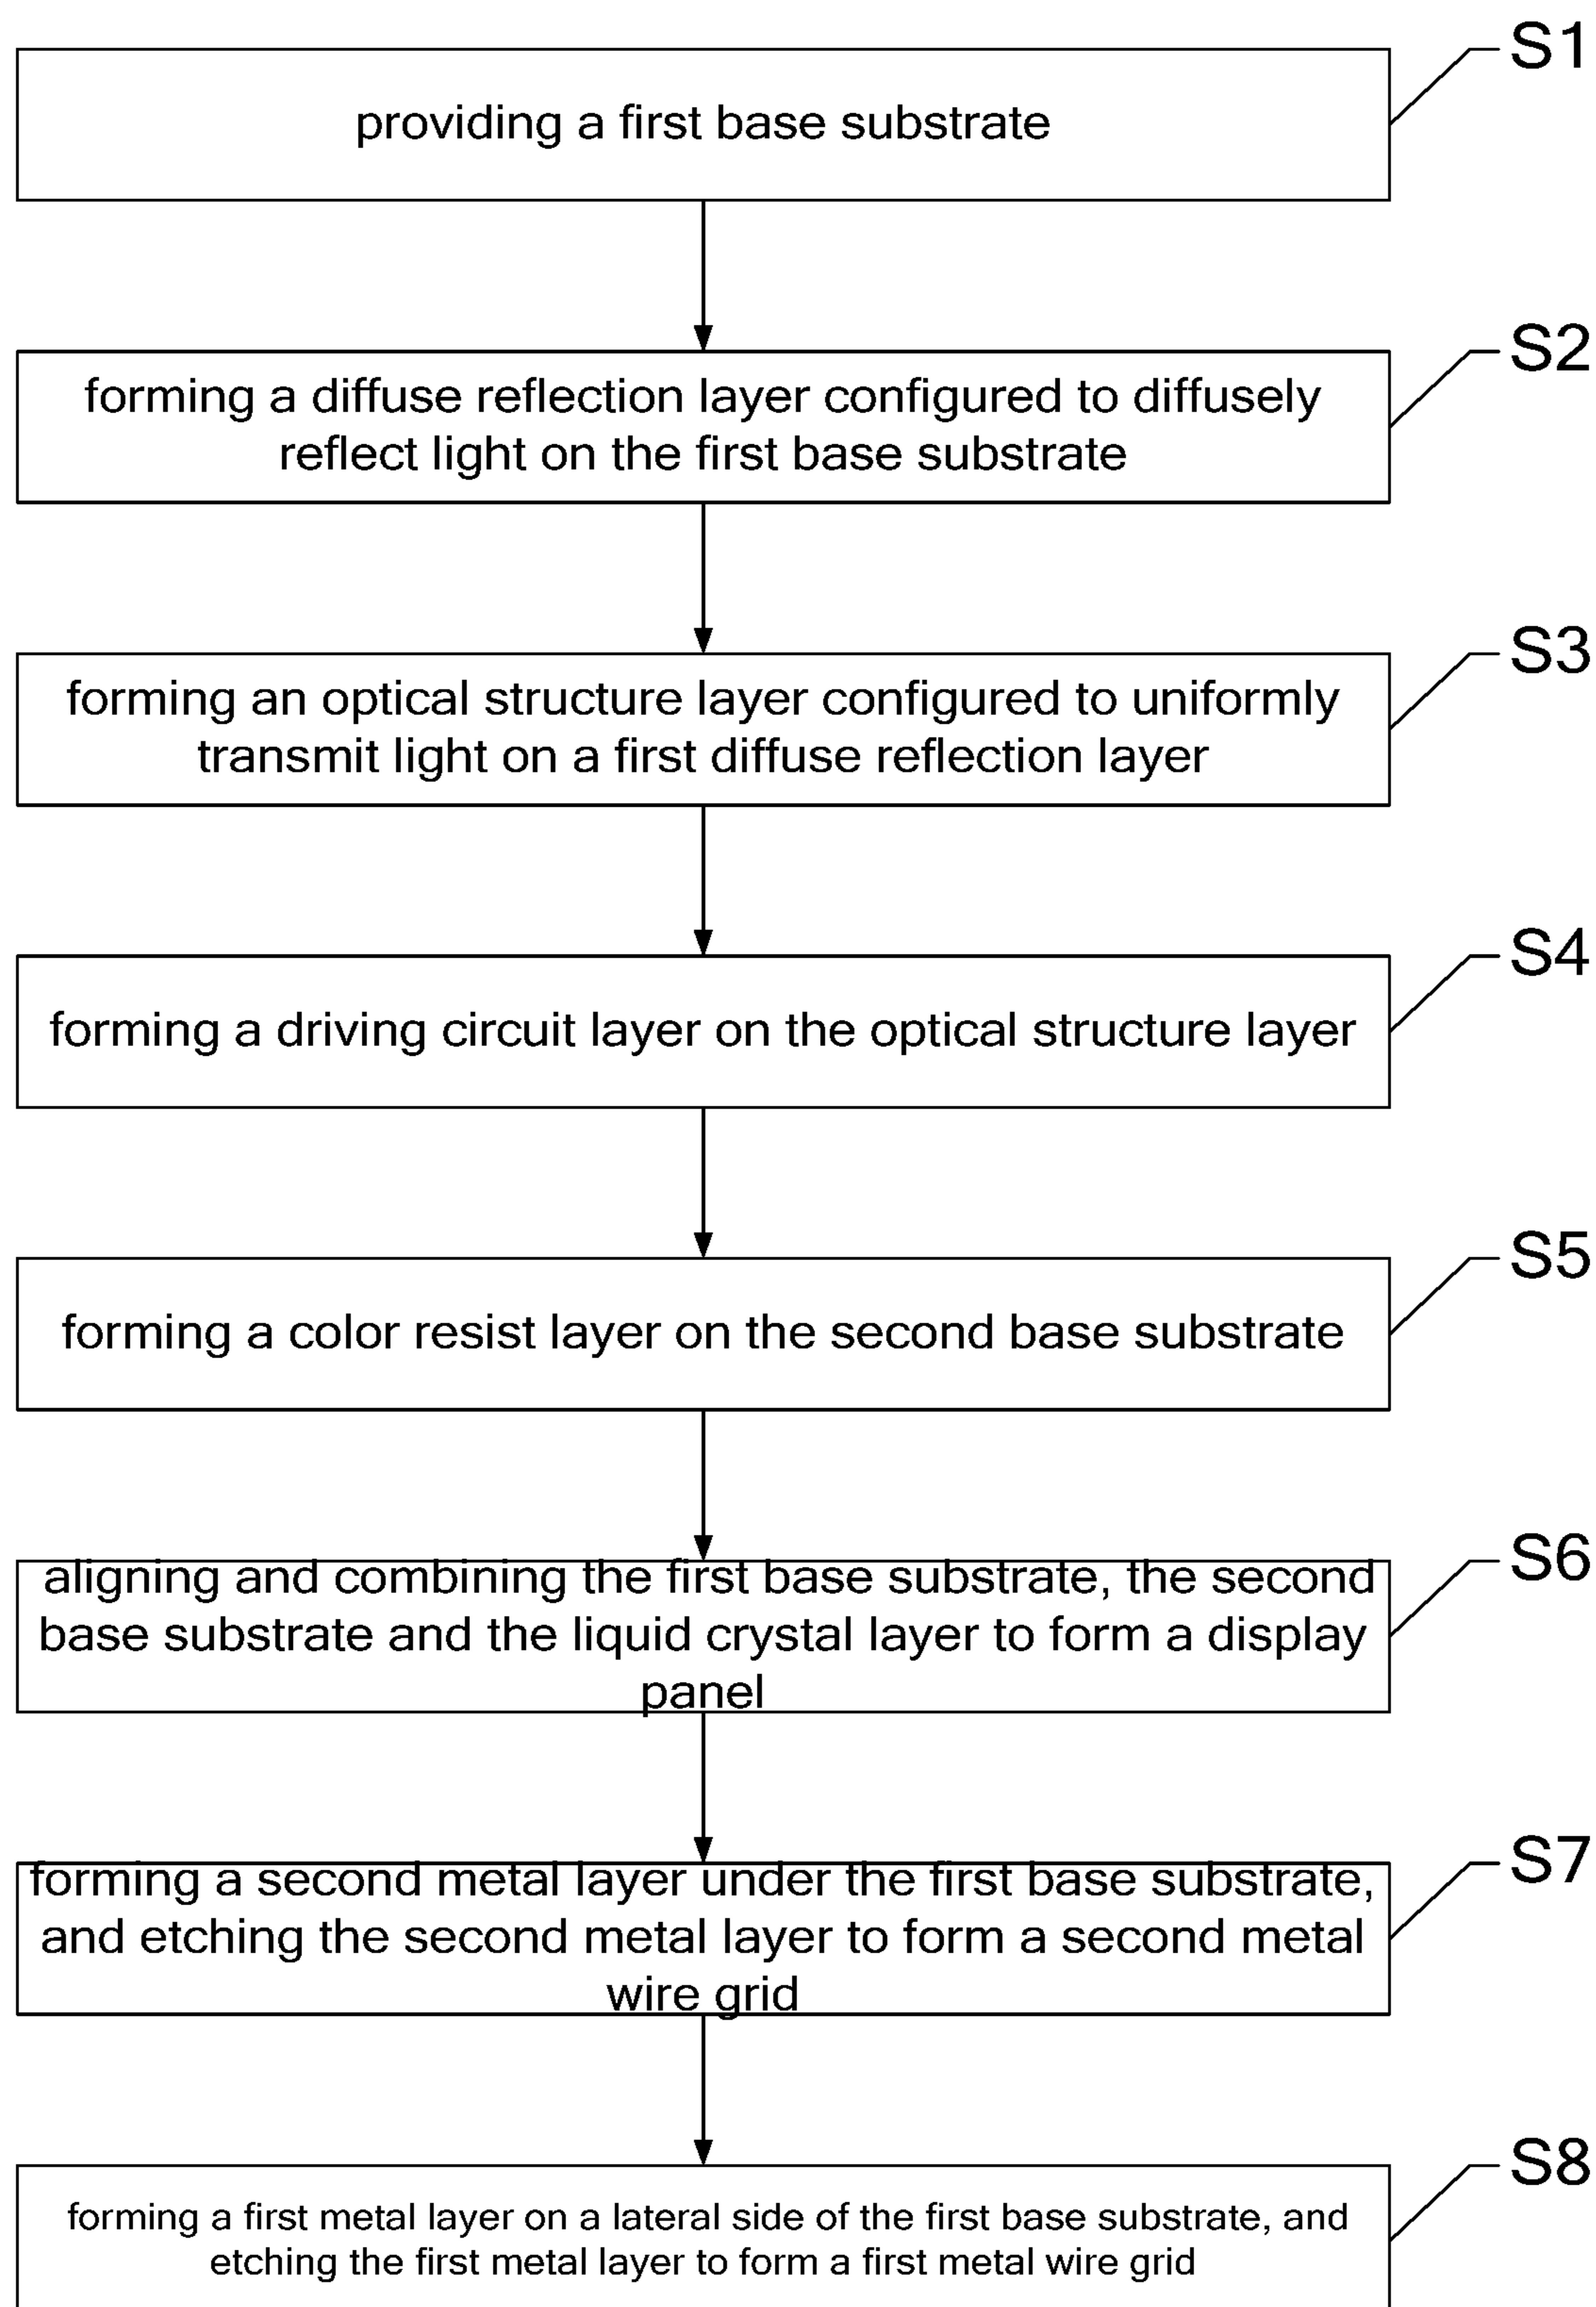 S1
providing a first base substrate
S2
forming a diffuse reflection layer configured to diffusely
reflect light on the first base substrate
S3
forming an optical structure layer configured to uniformly
transmit light on a first diffuse reflection layer
S4
forming a driving circuit layer on the optical structure layer
S5
forming a color resist layer on the second base substrate
S6
aligning and combining the first base substrate, the second
base substrate and the liquid crystal layer to form a display
panel
S7
forming a second metal layer under the first base substrate,
and etching the second metal layer to form a second metal
wire grid
S8
forming a first metal layer on a lateral side of the first base substrate, and
etching the first metal layer to form a first metal wire grid